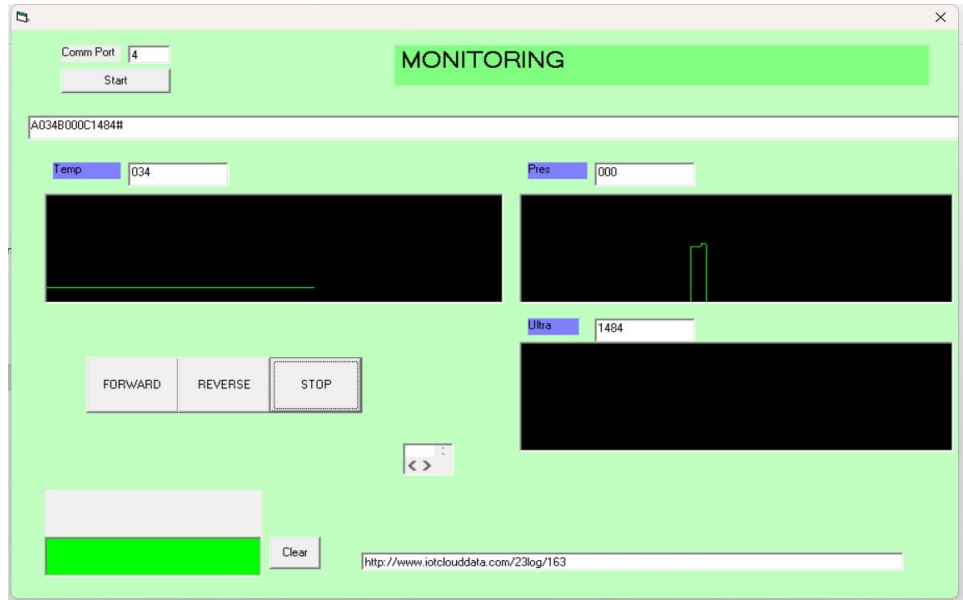 Comm Port 4
MONITORING
Start
A034B000C1484#
Temp 034
Pres 000
Ultra 1484
FORWARD REVERSE STOP
Clear
http://www.iotclouddata.com/23log/163